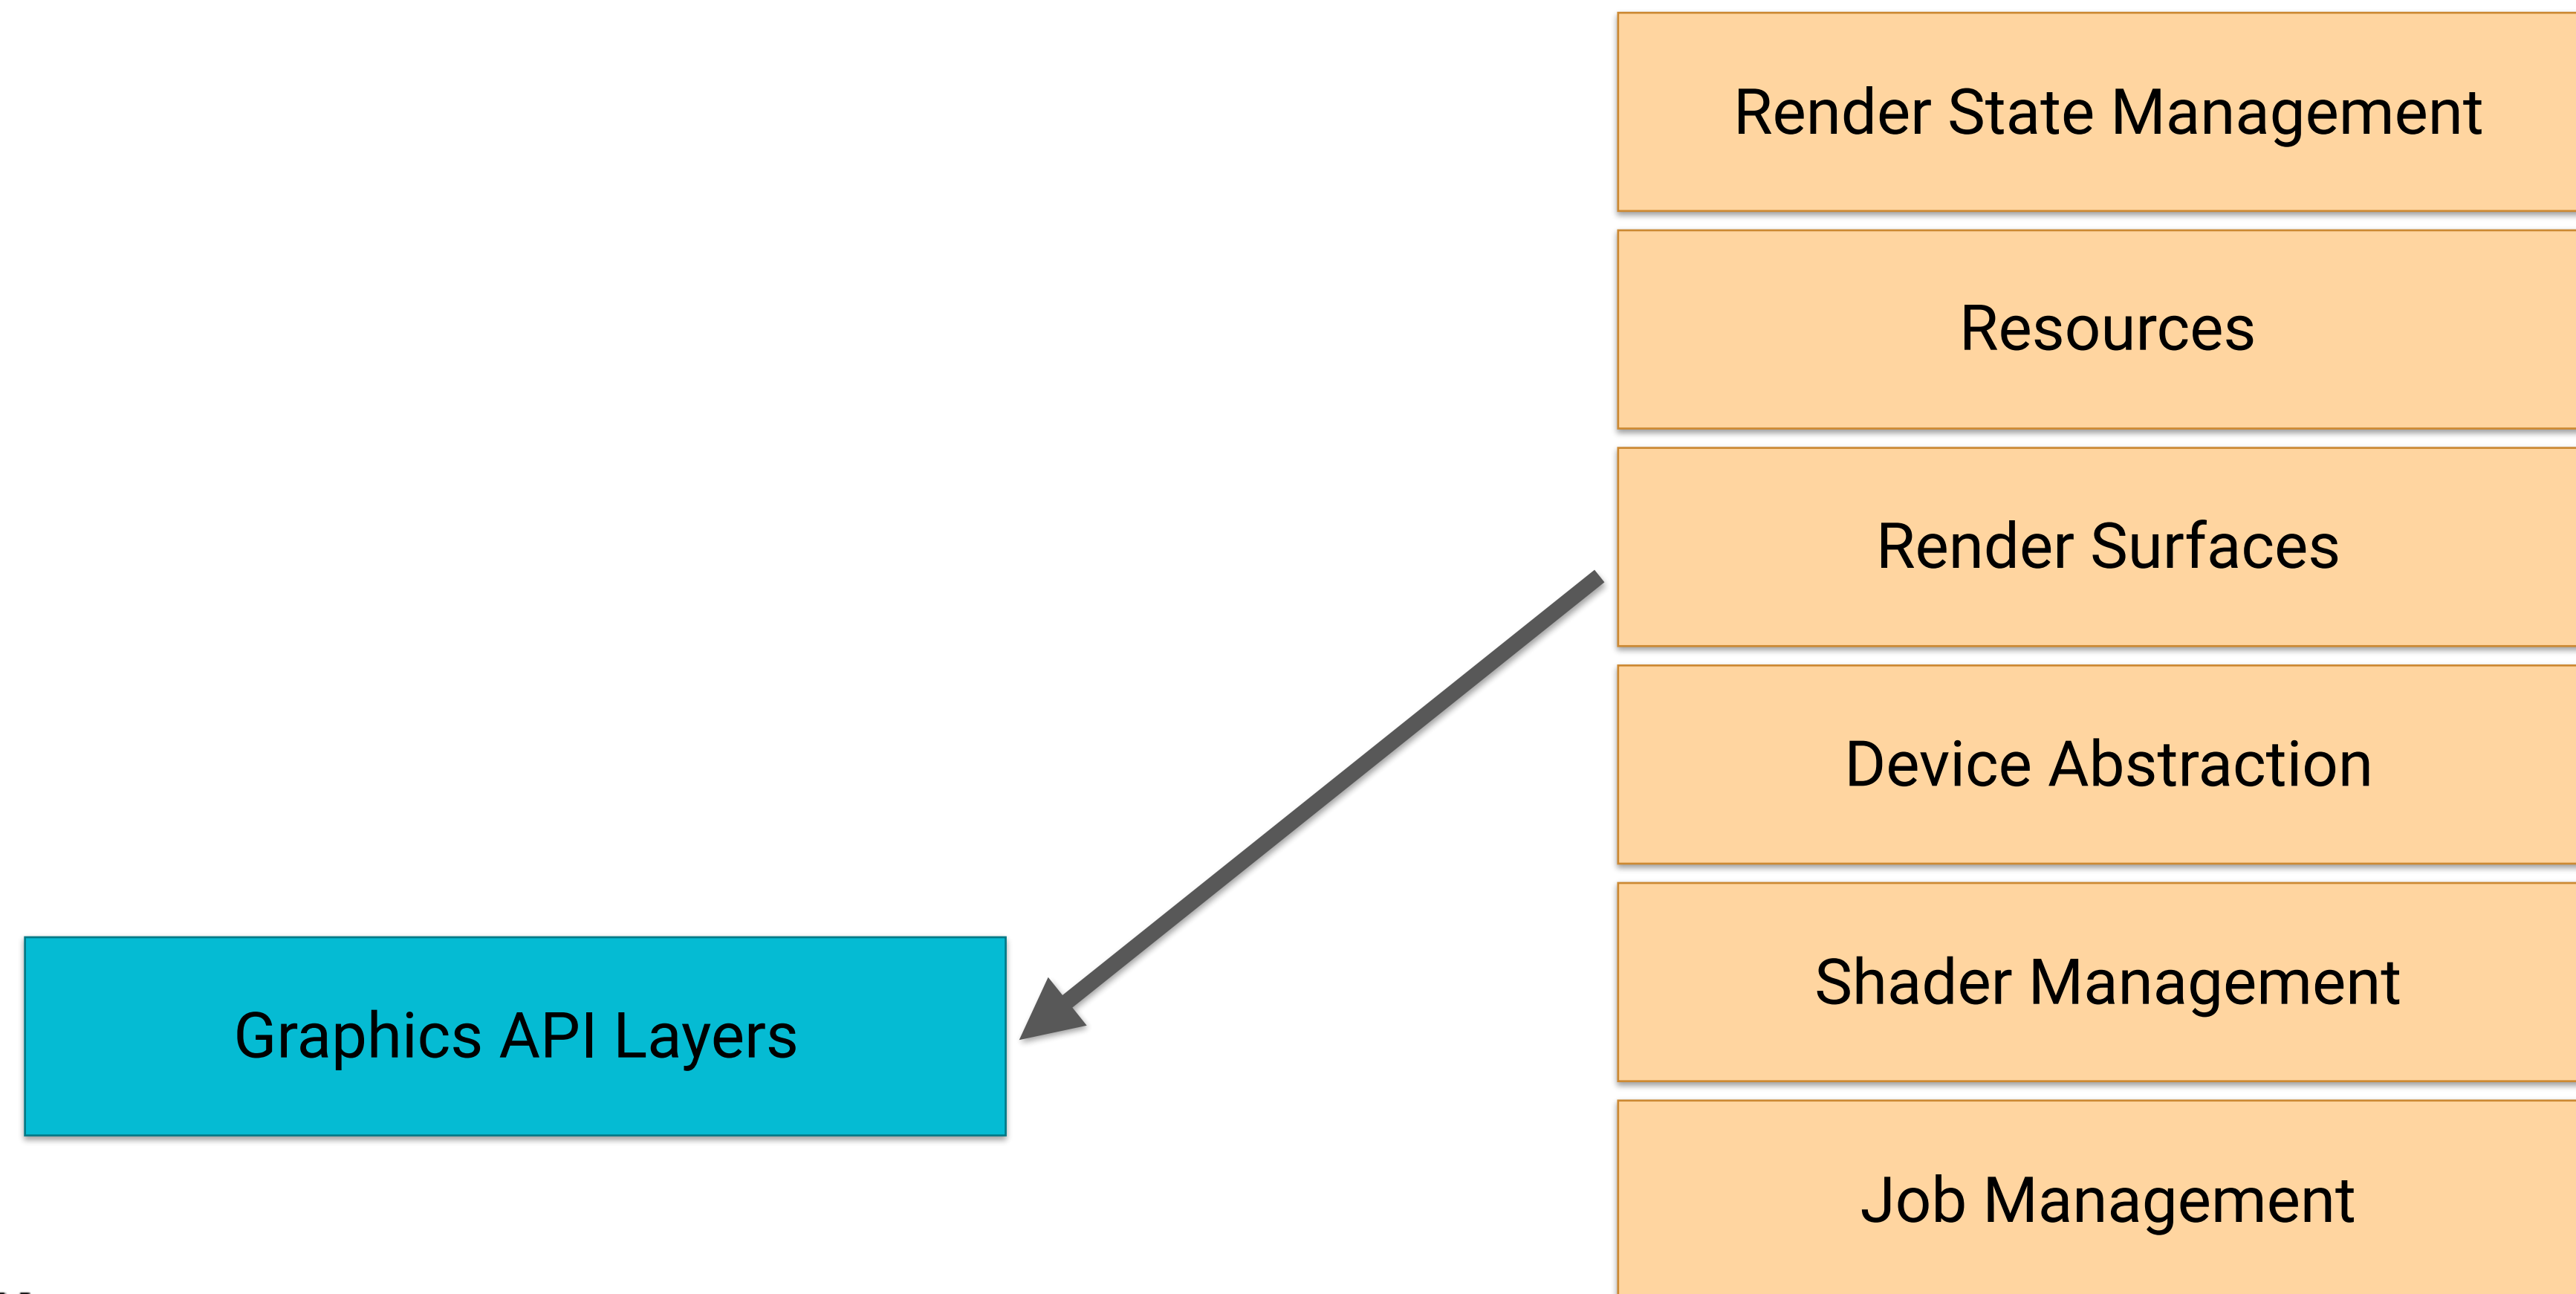 Render State Management
Resources
Render Surfaces
Device Abstraction
Shader Management
Graphics API Layers
Job Management